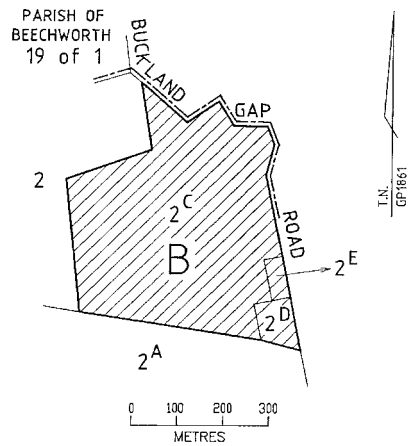 PARISH OF
BEECHWORTH
19 of 1
BUCKLAND
GAP
ROAD
2
2C
B
2E
2D
2A
T.N.
GP1861
0 100 200 300
METRES